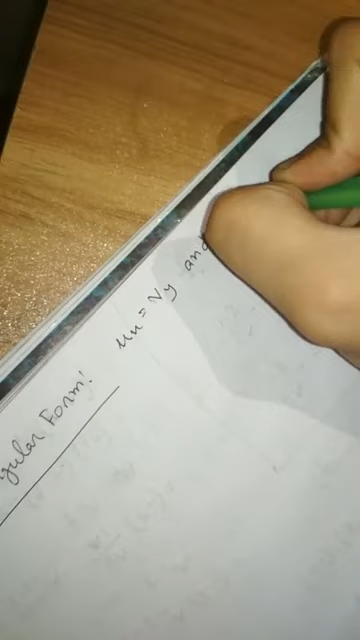 gular Form!
ux = Vy and